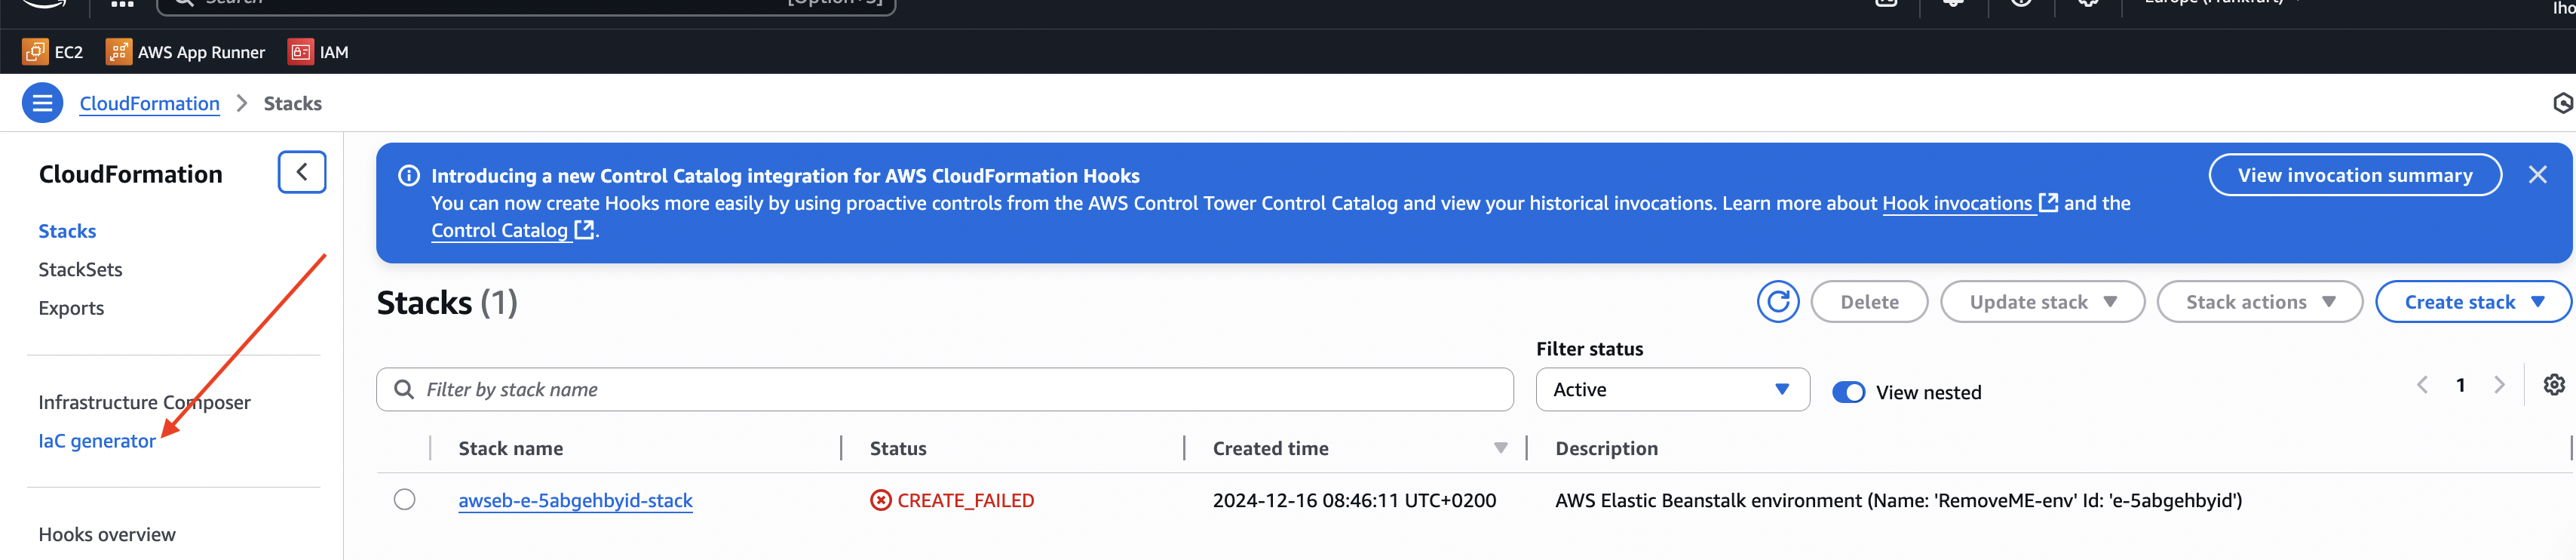 Search
[Option+S]
Europe (Frankfurt)
EC2
AWS App Runner
IAM
CloudFormation
Stacks
CloudFormation
Stacks
StackSets
Exports
Infrastructure Composer
IaC generator
Hooks overview
Introducing a new Control Catalog integration for AWS CloudFormation Hooks
You can now create Hooks more easily by using proactive controls from the AWS Control Tower Control Catalog and view your historical invocations. Learn more about Hook invocations and the
Control Catalog.
View invocation summary
Stacks (1)
Delete
Update stack
Stack actions
Create stack
Filter status
Filter by stack name
Active
View nested
1
Stack name
Status
Created time
Description
awseb-e-5abgehbyid-stack
CREATE_FAILED
2024-12-16 08:46:11 UTC+0200
AWS Elastic Beanstalk environment (Name: 'RemoveME-env' Id: 'e-5abgehbyid')